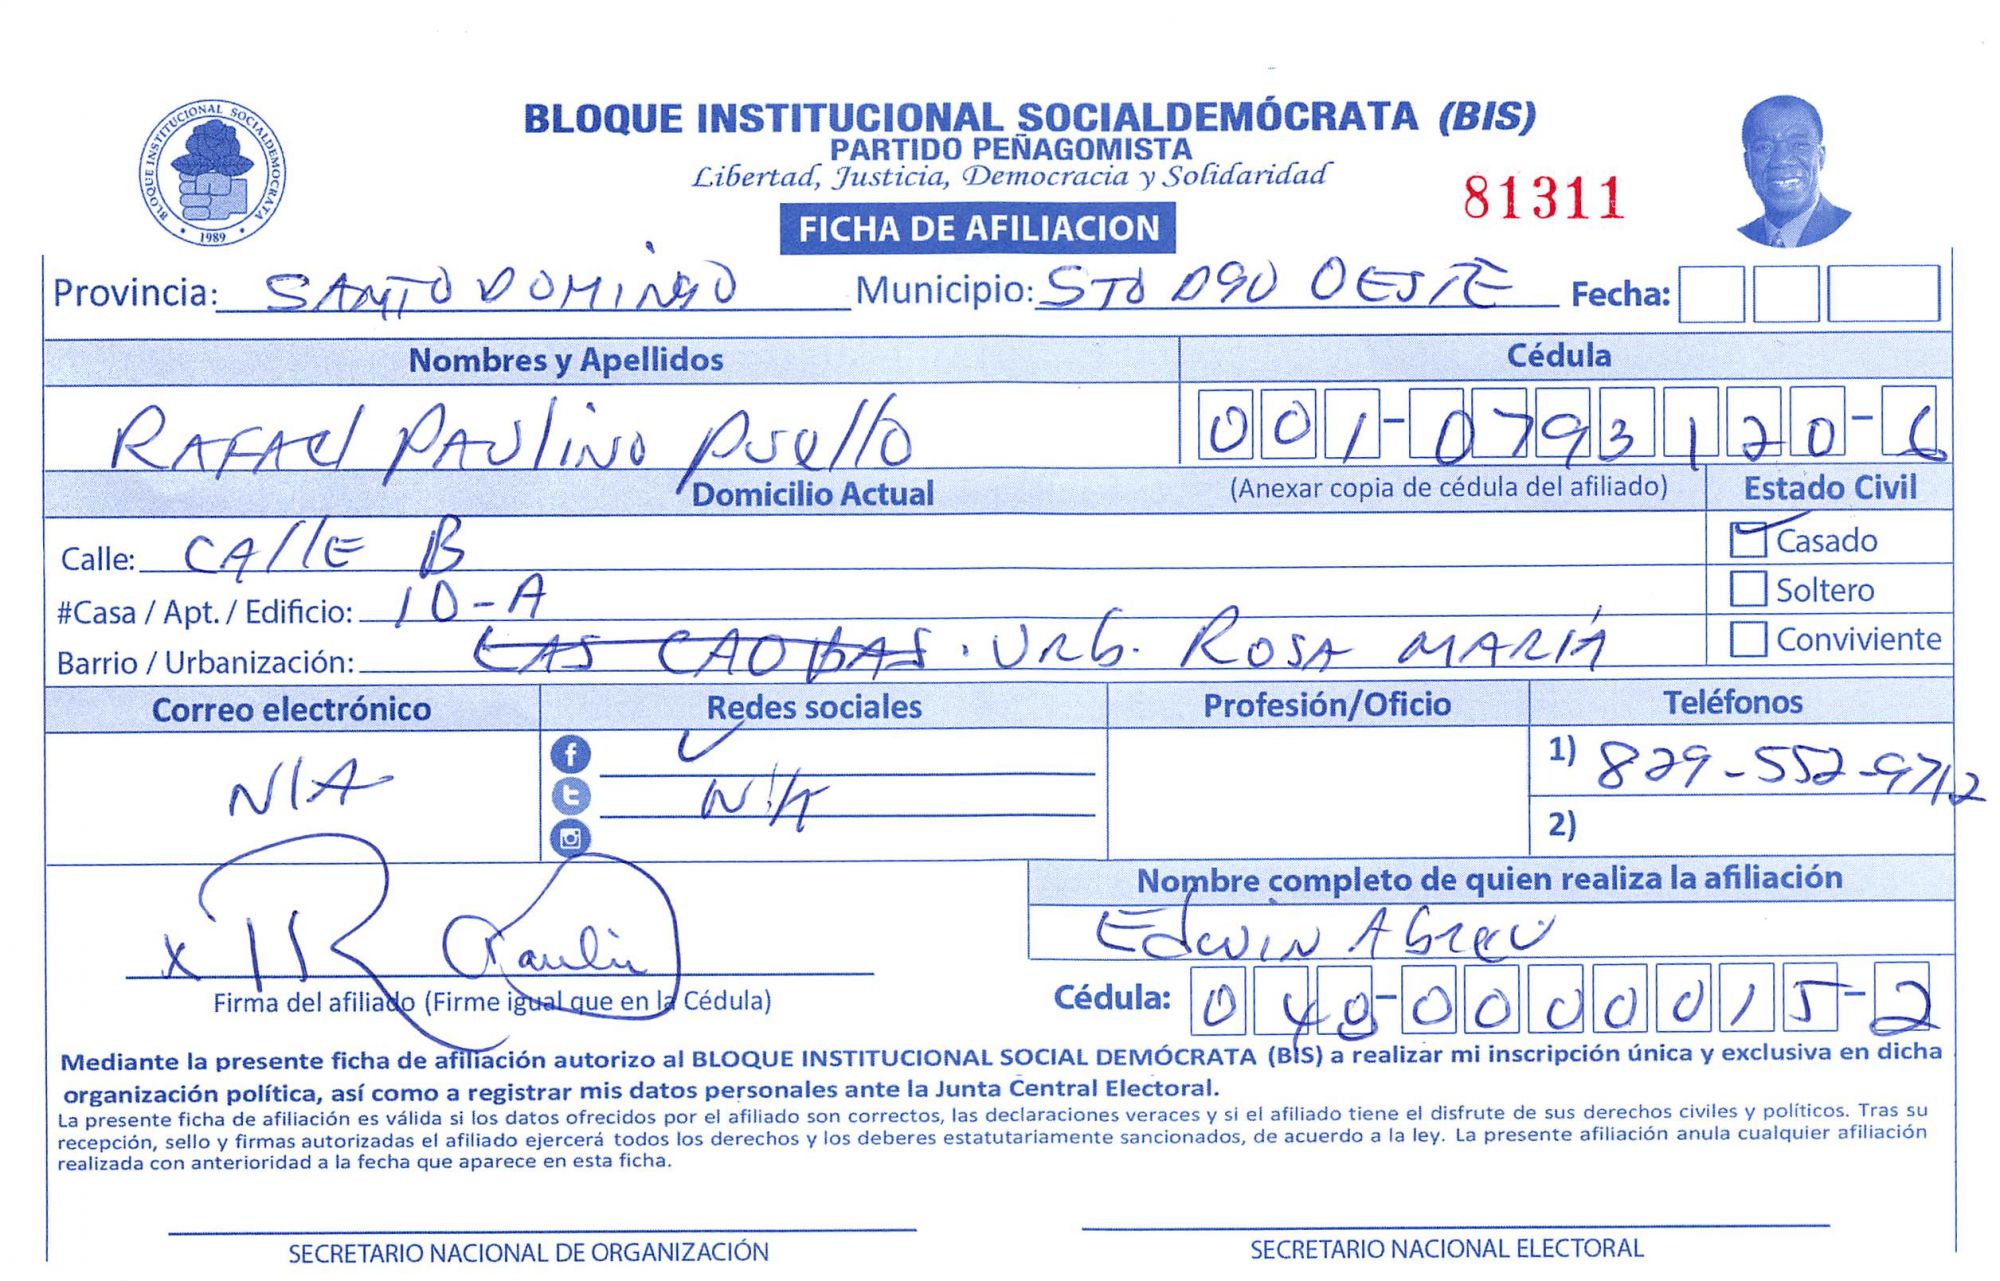 BLOQUE INSTITUCIONAL SOCIALDEMÓCRATA (BIS)
PARTIDO PEÑAGOMISTA
Libertad, Justicia, Democracia y Solidaridad
81311
BLOQUE INSTITUCIONAL SOCIALDEMOCRATA
1989
FICHA DE AFILIACION
Provincia: SANTO DOMINGO Municipio: STO DGO OESTE Fecha:
Nombres y Apellidos Cédula
RAFAEL PAULINO PUELLO 001-0793120-6
Domicilio Actual (Anexar copia de cédula del afiliado) Estado Civil
Calle: CALLE B Casado
#Casa / Apt. / Edificio: 10-A Soltero
Barrio / Urbanización: LAS CAOBAS. URB. ROSA MARIA Conviviente
Correo electrónico Redes sociales Profesión/Oficio Teléfonos
N/A 1) 829-552-9712
N/A
2)
Nombre completo de quien realiza la afiliación
EDWIN ABREU
x
Firma del afiliado (Firme igual que en la Cédula) Cédula: 048-0000015-2
Mediante la presente ficha de afiliación autorizo al BLOQUE INSTITUCIONAL SOCIAL DEMÓCRATA (BIS) a realizar mi inscripción única y exclusiva en dicha
organización política, así como a registrar mis datos personales ante la Junta Central Electoral.
La presente ficha de afiliación es válida si los datos ofrecidos por el afiliado son correctos, las declaraciones veraces y si el afiliado tiene el disfrute de sus derechos civiles y políticos. Tras su
recepción, sello y firmas autorizadas el afiliado ejercerá todos los derechos y los deberes estatutariamente sancionados, de acuerdo a la ley. La presente afiliación anula cualquier afiliación
realizada con anterioridad a la fecha que aparece en esta ficha.
SECRETARIO NACIONAL DE ORGANIZACIÓN SECRETARIO NACIONAL ELECTORAL